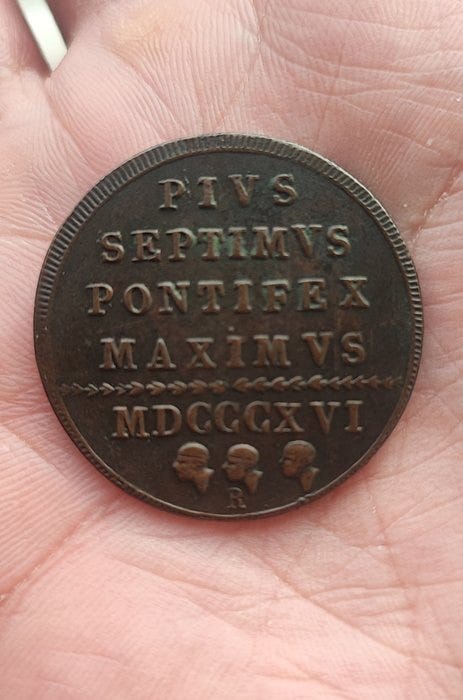 PIVS
SEPTIMVS
PONTIFEX
MAXIMVS
MDCCCXVI
R